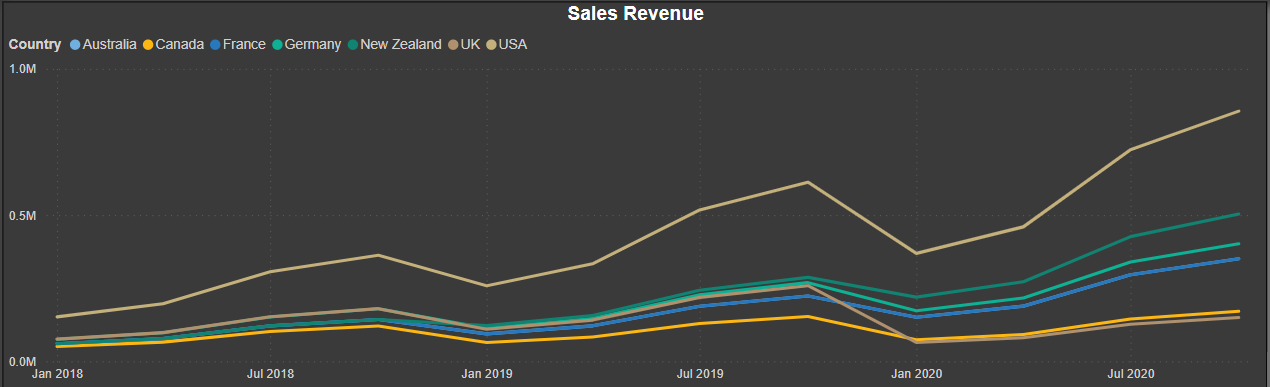 Sales Revenue
Country Australia Canada France Germany New Zealand UK USA
1.0M
0.5M
0.0M
Jan 2018 Jul 2018 Jan 2019 Jul 2019 Jan 2020 Jul 2020